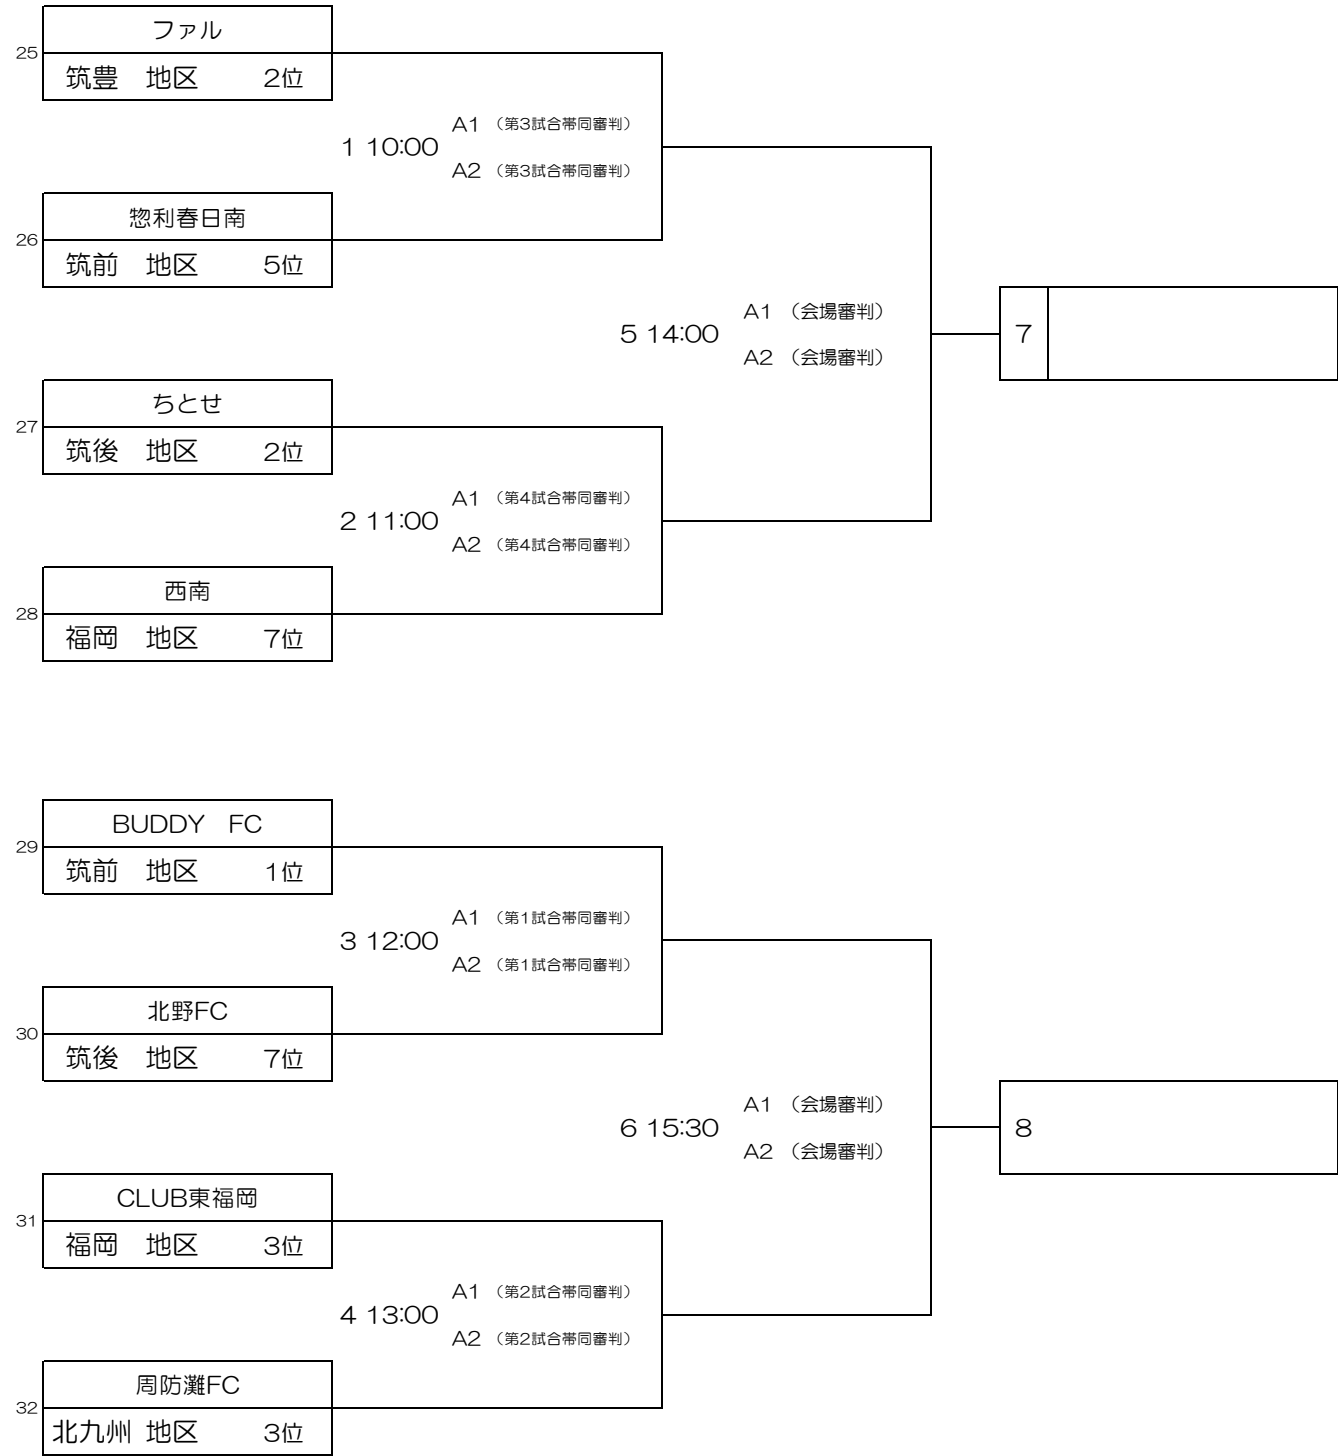 ファル
25
筑豊 地区 2位
A1 （第3試合帯同審判）
1 10:00
A2 （第3試合帯同審判）
惣利春日南
26
筑前 地区 5位
A1 （会場審判）
5 14:00
7
A2 （会場審判）
ちとせ
27
筑後 地区 2位
A1 （第4試合帯同審判）
2 11:00
A2 （第4試合帯同審判）
西南
28
福岡 地区 7位
BUDDY　FC
29
筑前 地区 1位
A1 （第1試合帯同審判）
3 12:00
A2 （第1試合帯同審判）
北野FC
30
筑後 地区 7位
A1 （会場審判）
6 15:30
8
A2 （会場審判）
CLUB東福岡
31
福岡 地区 3位
A1 （第2試合帯同審判）
4 13:00
A2 （第2試合帯同審判）
周防灘FC
32
北九州 地区 3位